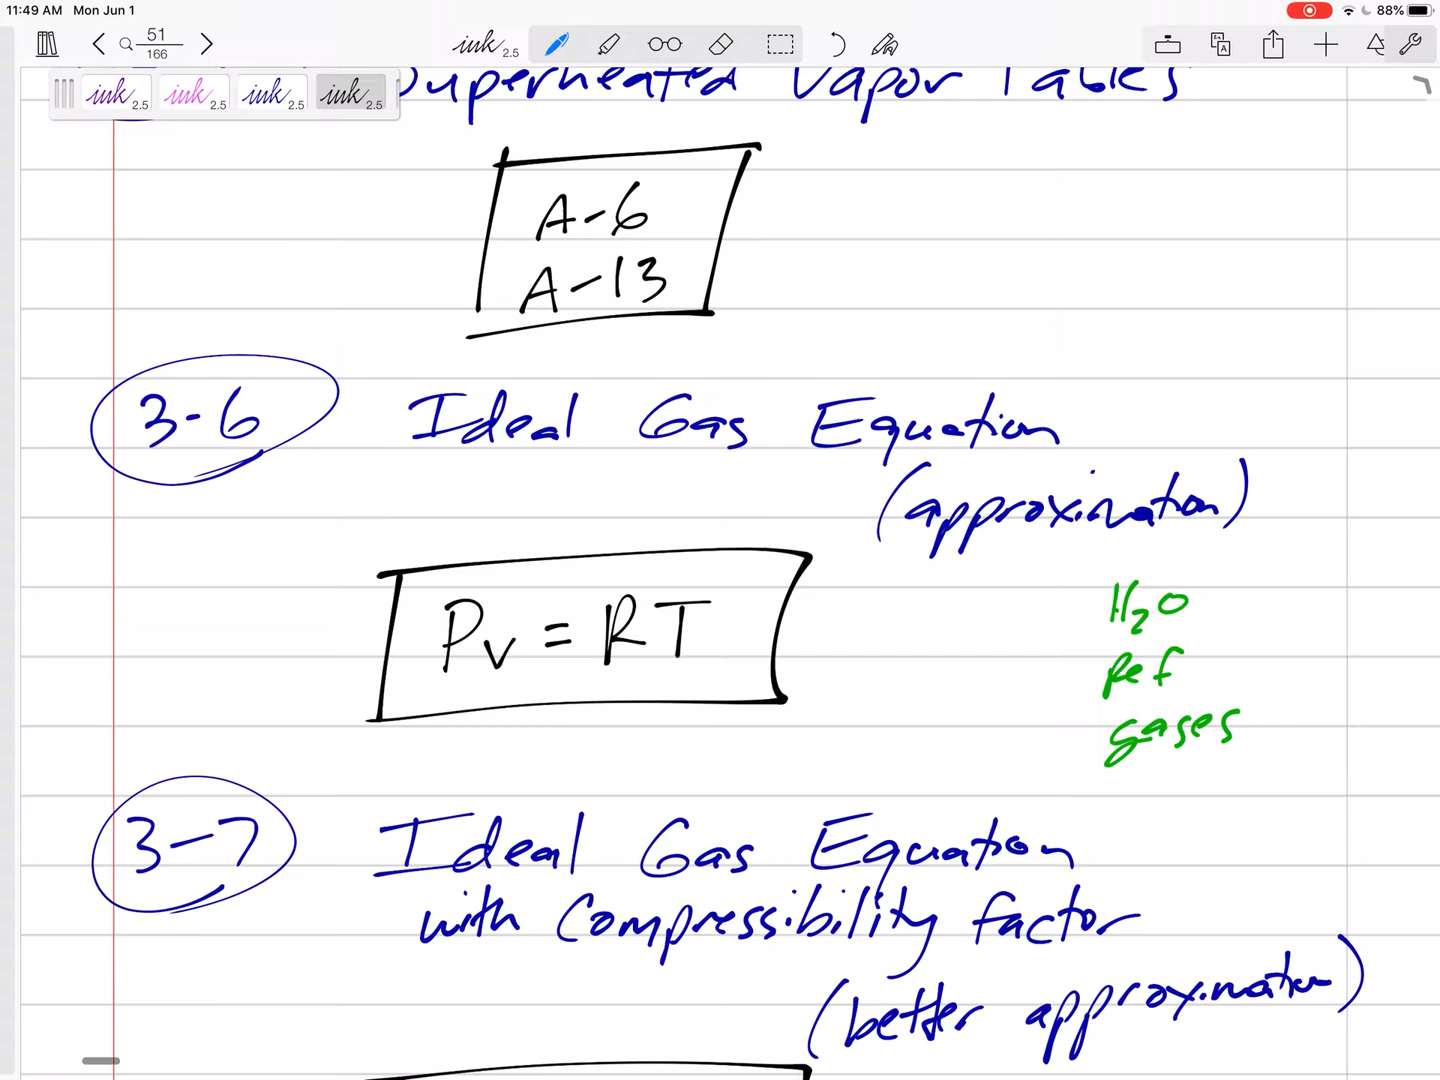 11:49 AM Mon Jun 1
88%
51
166
ink 2.5
ink 2.5
ink 2.5
ink 2.5
ink 2.5
Superheated Vapor Tables
A-6
A-13
3-6 Ideal Gas Equation
(approximation)
Pv = RT
H2O
Ref
gases
3-7 Ideal Gas Equation
with Compressibility factor
(better approximation)